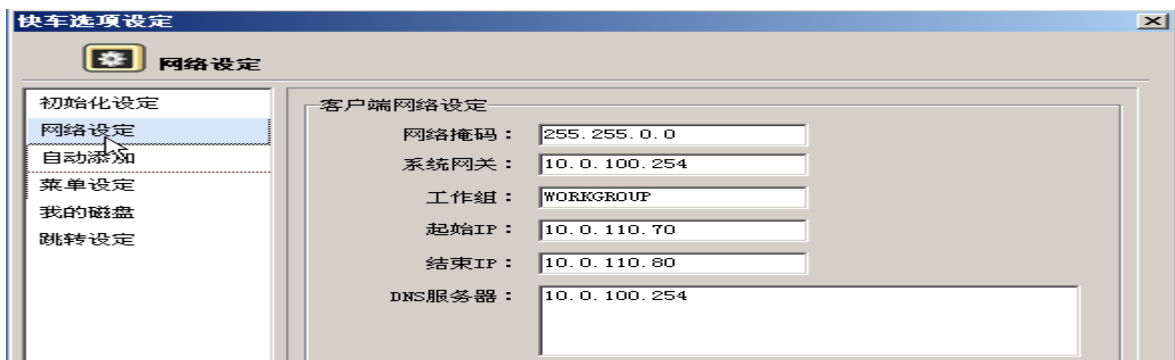 快车选项设定
网络设定
初始化设定
网络设定
自动添加
菜单设定
我的磁盘
跳转设定
客户端网络设定
网络掩码：255.255.0.0
系统网关：10.0.100.254
工作组：WORKGROUP
起始IP：10.0.110.70
结束IP：10.0.110.80
DNS服务器：10.0.100.254